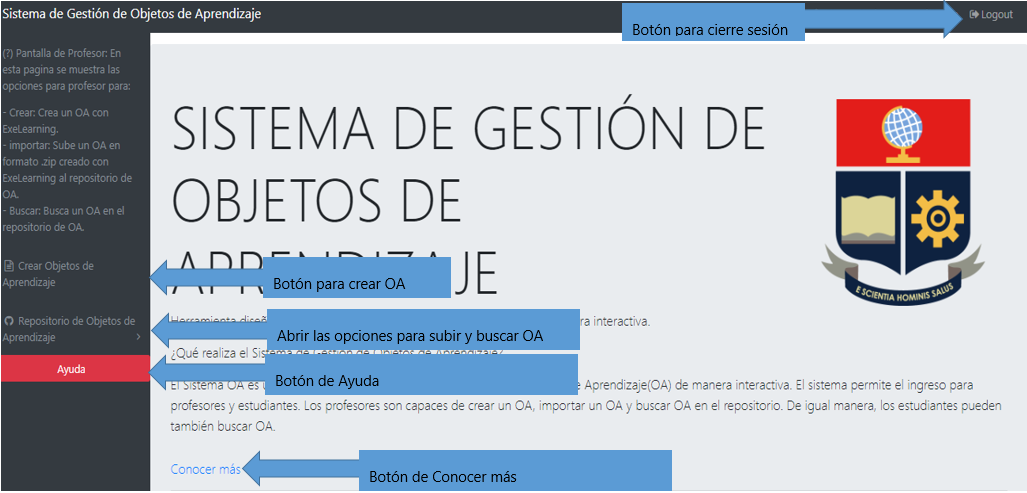 Sistema de Gestión de Objetos de Aprendizaje
Botón para cierre sesión
Logout
(?) Pantalla de Profesor: En
esta pagina se muestra las
opciones para profesor para:
- Crear: Crea un OA con
ExeLearning.
- importar: Sube un OA en
formato .zip creado con
ExeLearning al repositorio de
OA.
- Buscar: Busca un OA en el
repositorio de OA.
Crear Objetos de
Aprendizaje
Repositorio de Objetos de
Aprendizaje
Ayuda
SISTEMA DE GESTIÓN DE
OBJETOS DE
APRENDIZAJE
E SCIENTIA HOMINIS SALUS
Botón para crear OA
Herramienta dise ra interactiva.
Abrir las opciones para subir y buscar OA
¿Qué realiza el Sistema de Gestión de Objetos de Aprendizaje?
Botón de Ayuda
El Sistema OA es u Aprendizaje(OA) de manera interactiva. El sistema permite el ingreso para
profesores y estudiantes. Los profesores son capaces de crear un OA, importar un OA y buscar OA en el repositorio. De igual manera, los estudiantes pueden
también buscar OA.
Conocer más
Botón de Conocer más